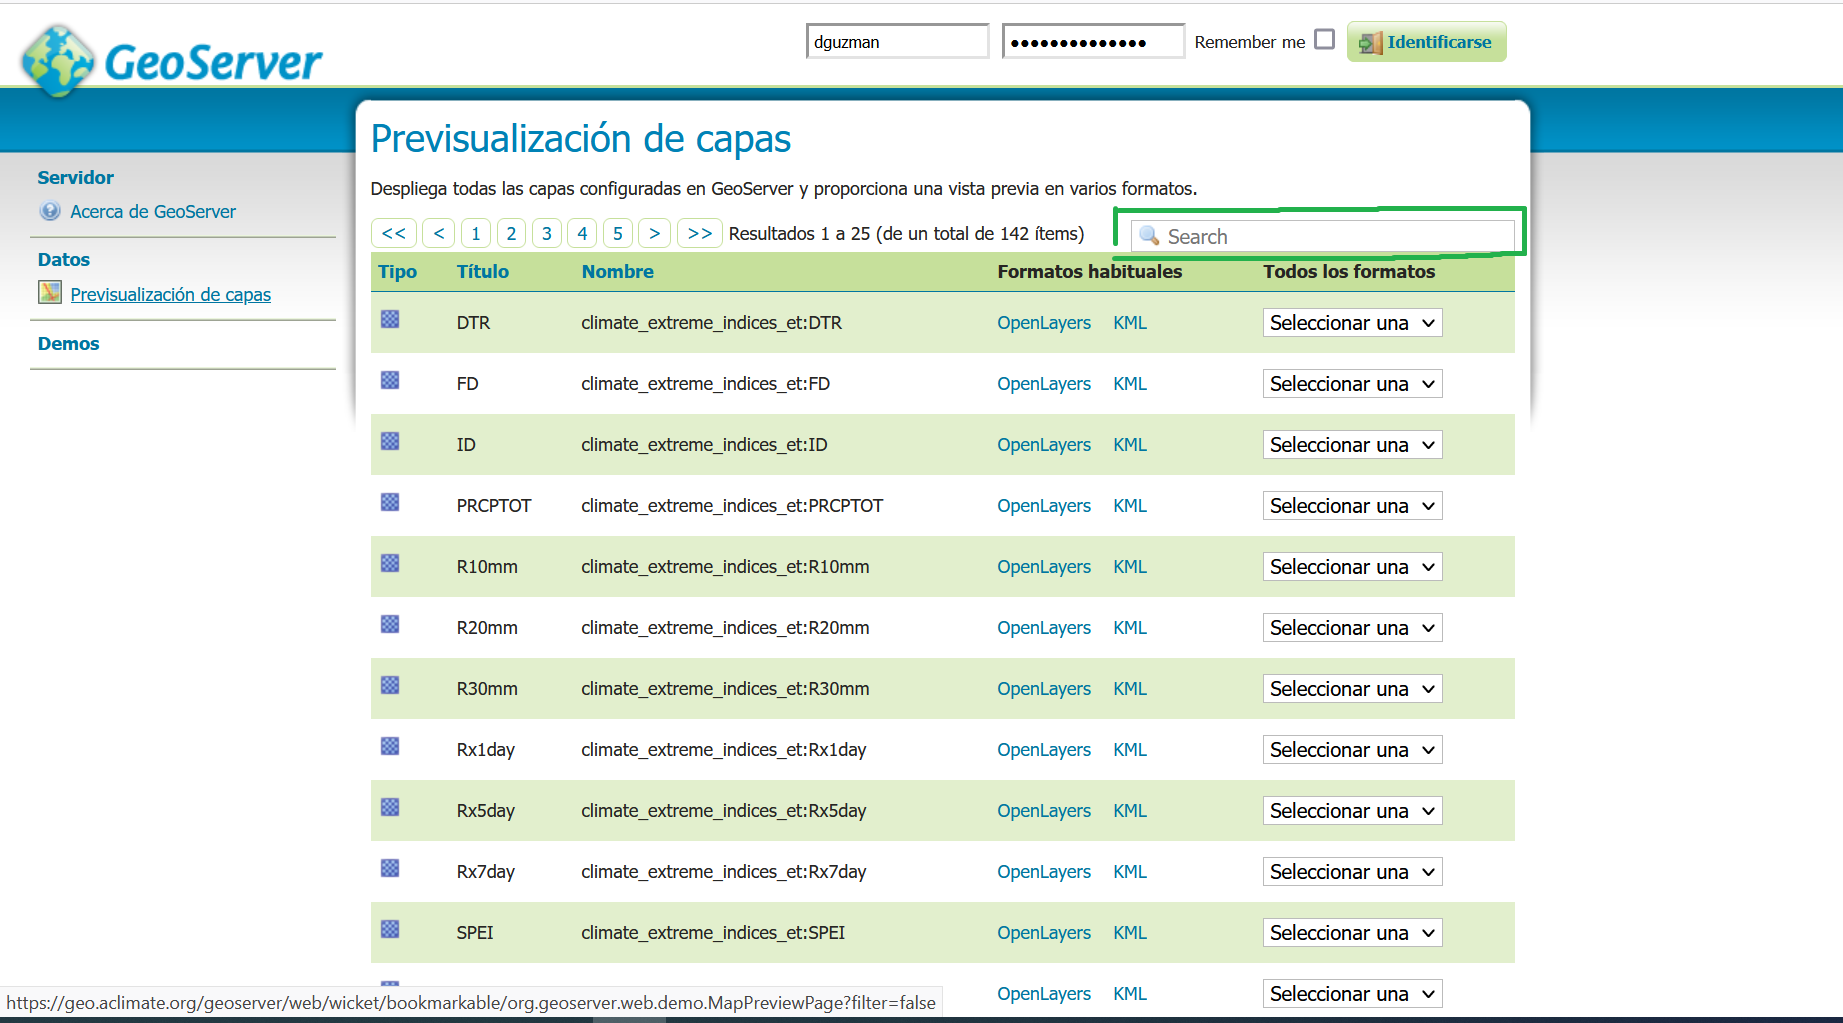 GeoServer
dguzman
●●●●●●●●●●●●●●
Remember me
Identificarse
Servidor
Acerca de GeoServer
Datos
Previsualización de capas
Demos
Previsualización de capas
Despliega todas las capas configuradas en GeoServer y proporciona una vista previa en varios formatos.
<< < 1 2 3 4 5 > >> Resultados 1 a 25 (de un total de 142 ítems) Search
Tipo Título Nombre Formatos habituales Todos los formatos
DTR climate_extreme_indices_et:DTR OpenLayers KML Seleccionar una
FD climate_extreme_indices_et:FD OpenLayers KML Seleccionar una
ID climate_extreme_indices_et:ID OpenLayers KML Seleccionar una
PRCPTOT climate_extreme_indices_et:PRCPTOT OpenLayers KML Seleccionar una
R10mm climate_extreme_indices_et:R10mm OpenLayers KML Seleccionar una
R20mm climate_extreme_indices_et:R20mm OpenLayers KML Seleccionar una
R30mm climate_extreme_indices_et:R30mm OpenLayers KML Seleccionar una
Rx1day climate_extreme_indices_et:Rx1day OpenLayers KML Seleccionar una
Rx5day climate_extreme_indices_et:Rx5day OpenLayers KML Seleccionar una
Rx7day climate_extreme_indices_et:Rx7day OpenLayers KML Seleccionar una
SPEI climate_extreme_indices_et:SPEI OpenLayers KML Seleccionar una
OpenLayers KML Seleccionar una
https://geo.aclimate.org/geoserver/web/wicket/bookmarkable/org.geoserver.web.demo.MapPreviewPage?filter=false